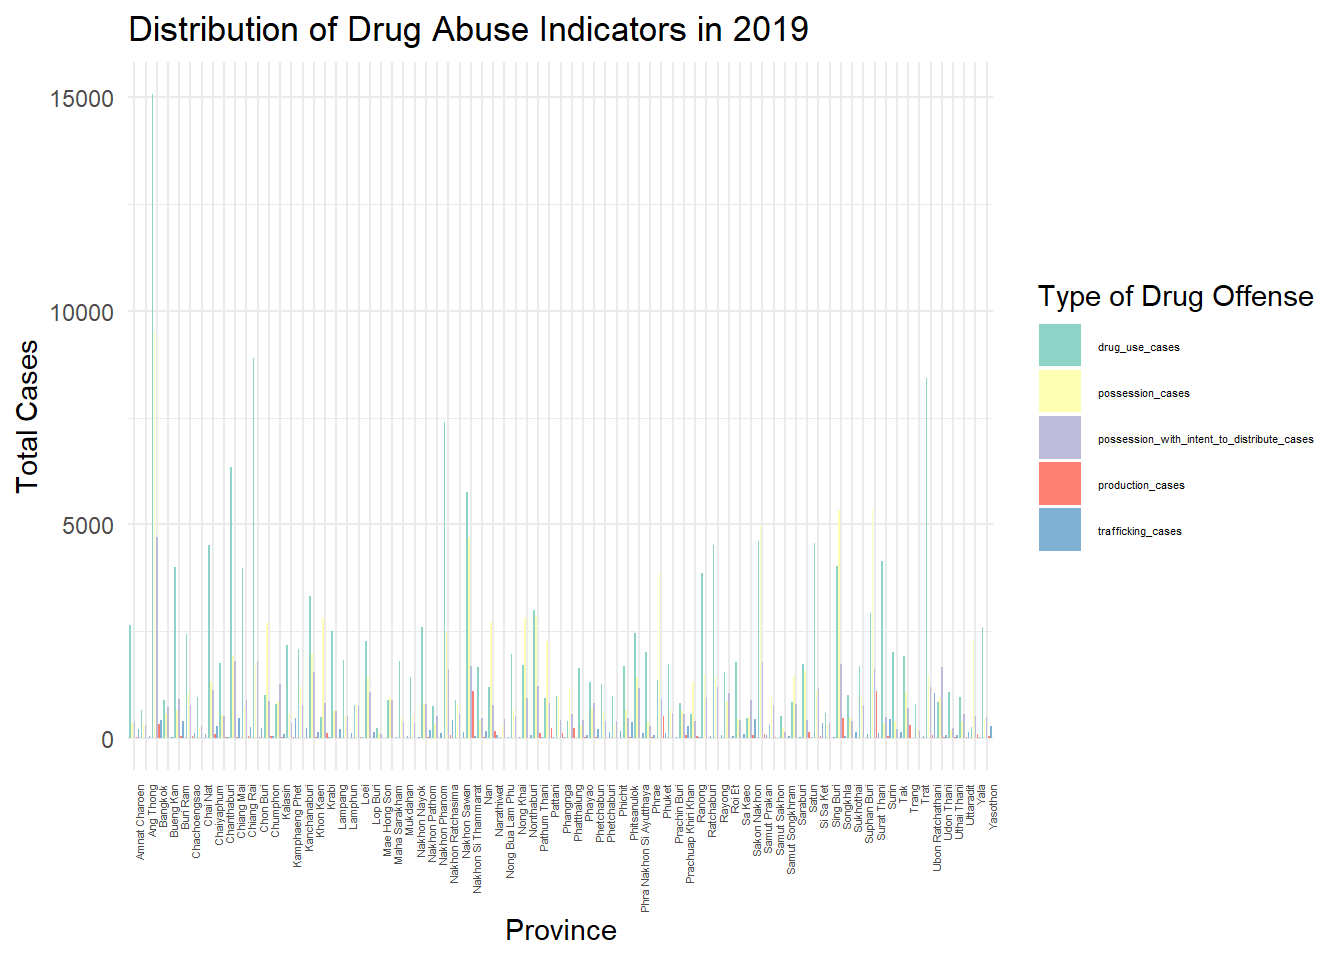 Distribution of Drug Abuse Indicators in 2019
15000
10000
5000
0
Total Cases
Amnat Charoen
Ang Thong
Bangkok
Bueng Kan
Buri Ram
Chachoengsao
Chai Nat
Chaiyaphum
Chanthaburi
Chiang Mai
Chiang Rai
Chon Buri
Chumphon
Kalasin
Kamphaeng Phet
Kanchanaburi
Khon Kaen
Krabi
Lampang
Lamphun
Loei
Lop Buri
Mae Hong Son
Maha Sarakham
Mukdahan
Nakhon Nayok
Nakhon Pathom
Nakhon Phanom
Nakhon Ratchasima
Nakhon Sawan
Nakhon Si Thammarat
Nan
Narathiwat
Nong Bua Lam Phu
Nong Khai
Nonthaburi
Pathum Thani
Pattani
Phangnga
Phatthalung
Phayao
Phetchabun
Phetchaburi
Phichit
Phitsanulok
Phra Nakhon Si Ayutthaya
Phrae
Phuket
Prachin Buri
Prachuap Khiri Khan
Ranong
Ratchaburi
Rayong
Roi Et
Sa Kaeo
Sakon Nakhon
Samut Prakan
Samut Sakhon
Samut Songkhram
Saraburi
Satun
Si Sa Ket
Sing Buri
Songkhla
Sukhothai
Suphan Buri
Surat Thani
Surin
Tak
Trang
Trat
Ubon Ratchathani
Udon Thani
Uthai Thani
Uttaradit
Yala
Yasothon
Province
Type of Drug Offense
drug_use_cases
possession_cases
possession_with_intent_to_distribute_cases
production_cases
trafficking_cases